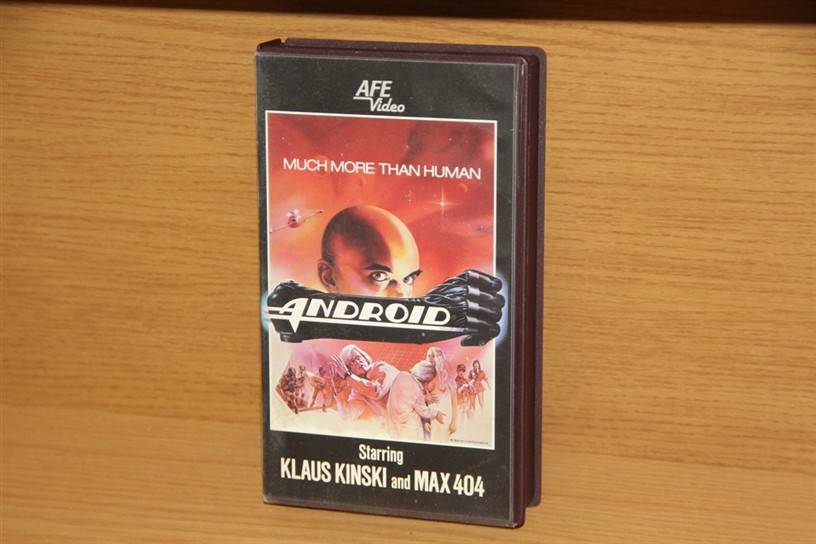 AFE
Video
MUCH MORE THAN HUMAN
ANDROID
Starring
KLAUS KINSKI and MAX 404